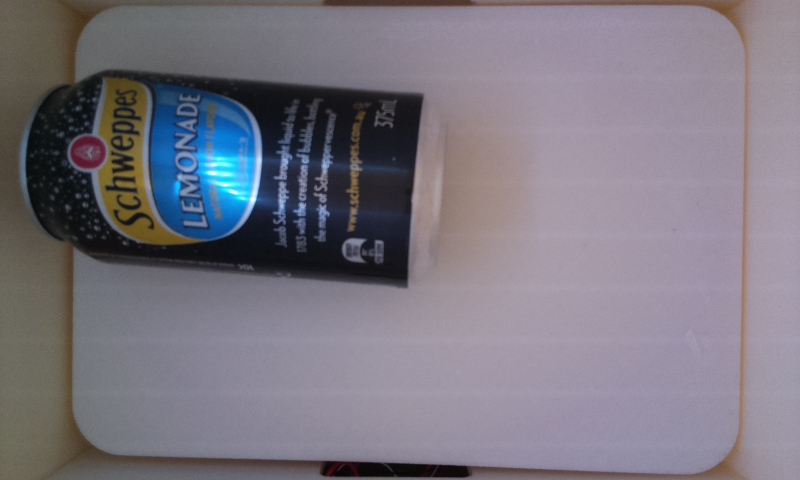 Schweppes
LEMONADE
Jacob Schweppe brought liquid to life in
1783 with the creation of bubbles, bottling
the magic of Schweppervescence®
www.schweppes.com.au
375mL